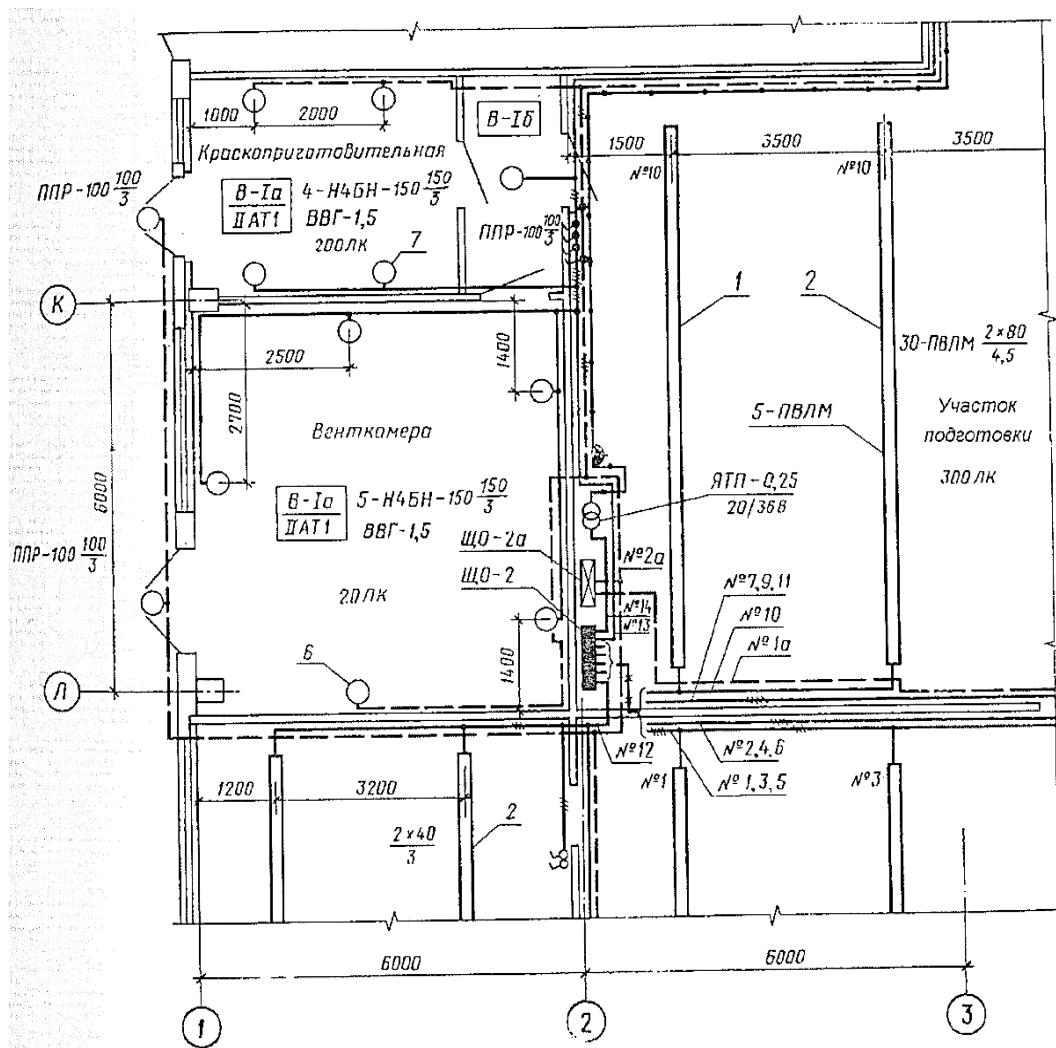 1000
2000
В-Iб
1500
3500
3500
Краскоприготовительная
№10
№10
ППР-100 100/3
В-Iа
IIАТ1
4-Н4БН-150 150/3
ВВГ-1,5
200ЛК
ППР-100 100/3
7
К
1
2
30-ПВЛМ 2×80/4,5
2500
1400
2700
5-ПВЛМ
Участок
подготовки
300 ЛК
Венткамера
6000
В-Iа
IIАТ1
5-Н4БН-150 150/3
ВВГ-1,5
ЯТП-0,25
20/36В
ППР-100 100/3
ЩО-2а
ЩО-2
№2а
20ЛК
№14
№13
№7,9,11
№10
№1а
6
1400
Л
№12
№2,4,6
№1
№1,3,5
№3
1200
3200
2×40/3
2
6000
6000
1
2
3